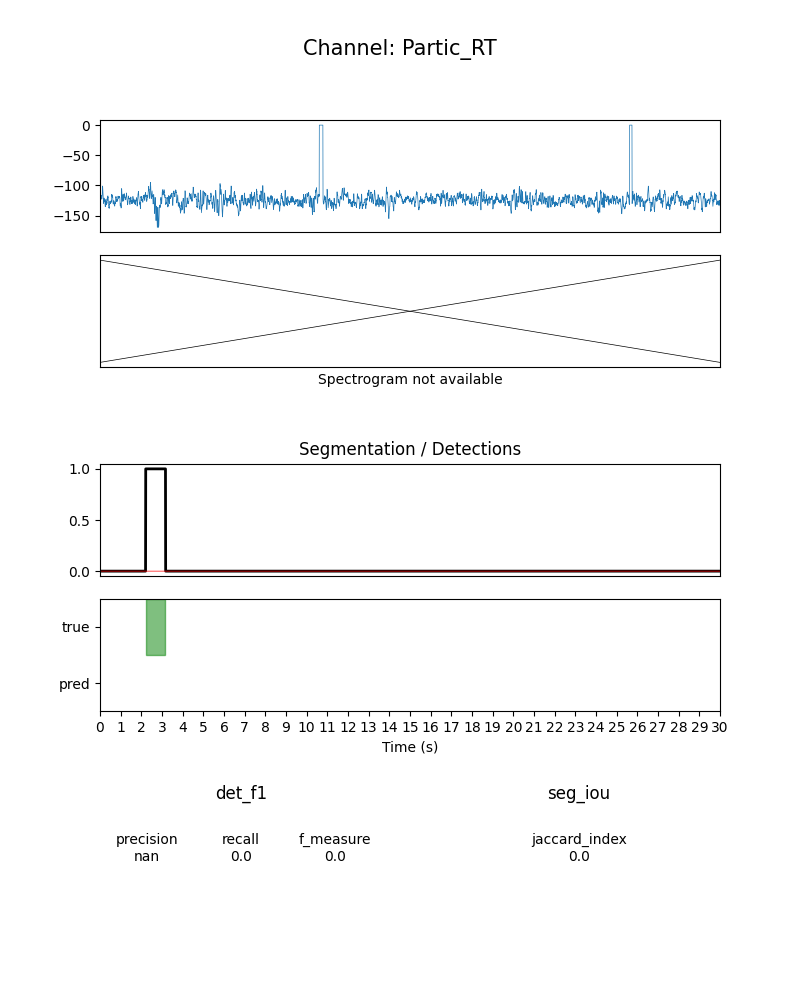 Channel: Partic_RT
0
−50
−100
−150
Spectrogram not available
Segmentation / Detections
1.0
0.5
0.0
true
pred
0 1 2 3 4 5 6 7 8 9 10 11 12 13 14 15 16 17 18 19 20 21 22 23 24 25 26 27 28 29 30
Time (s)
det_f1 seg_iou
precision recall f_measure jaccard_index
nan 0.0 0.0 0.0